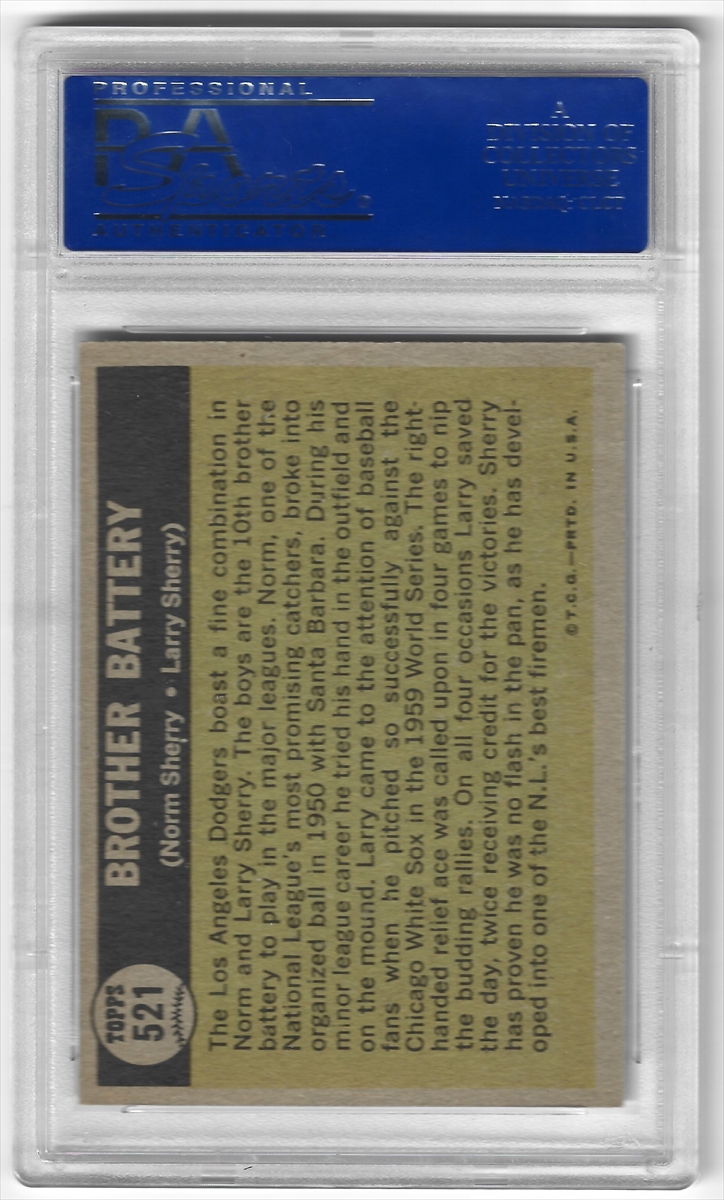 PROFESSIONAL
PSA
AUTHENTICATOR
A
DIVISION OF
COLLECTORS
UNIVERSE
NASDAQ: CLCT
TOPPS
521
BROTHER BATTERY
(Norm Sherry • Larry Sherry)
The Los Angeles Dodgers boast a fine combination in
Norm and Larry Sherry. The boys are the 10th brother
battery to play in the major leagues. Norm, one of the
National League's most promising catchers, broke into
organized ball in 1950 with Santa Barbara. During his
minor league career he tried his hand in the outfield and
on the mound. Larry came to the attention of baseball
fans when he pitched so successfully against the
Chicago White Sox in the 1959 World Series. The right-
handed relief ace was called upon in four games to nip
the budding rallies. On all four occasions Larry saved
the day, twice receiving credit for the victories. Sherry
has proven he was no flash in the pan, as he has devel-
oped into one of the N.L.'s best firemen.
©T.C.G.—PRTD. IN U.S.A.